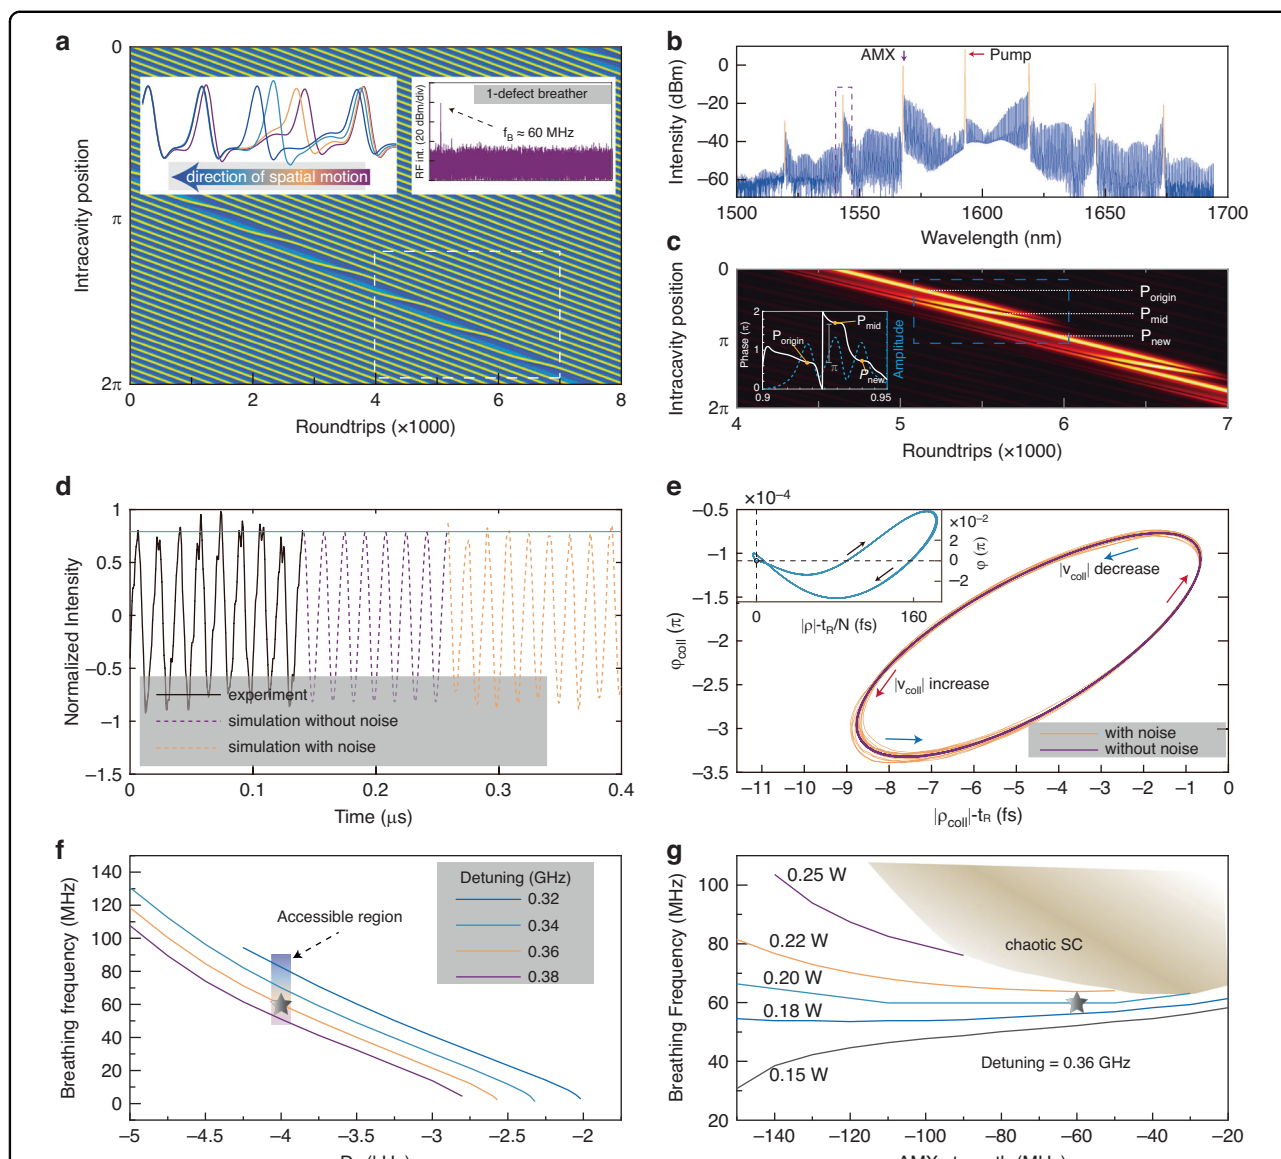 a
0
π
2π
Intracavity position
direction of spatial motion
RF int. (20 dBm/div)
1-defect breather
f_B ≈ 60 MHz
0 2 4 6 8
Roundtrips (×1000)
b
AMX
Pump
0
−20
−40
−60
Intensity (dBm)
1500 1550 1600 1650 1700
Wavelength (nm)
c
0
π
2π
Intracavity position
P_origin
P_mid
P_new
2
1
0
Phase (π)
P_origin
P_mid
P_new
π
Amplitude
0.9 0.95
4 5 6 7
Roundtrips (×1000)
d
1
0.5
0
−0.5
−1
−1.5
Normalized Intensity
experiment
simulation without noise
simulation with noise
0 0.1 0.2 0.3 0.4
Time (μs)
e
×10⁻⁴
−0.5
−1
−1.5
−2
−2.5
−3
−3.5
φ_coll (π)
×10⁻²
2
0
−2
φ (π)
0 160
|ρ|-t_R/N (fs)
|v_coll| decrease
|v_coll| increase
with noise
without noise
−11 −10 −9 −8 −7 −6 −5 −4 −3 −2 −1 0
|ρ_coll|-t_R (fs)
f
140
120
100
80
60
40
20
0
Breathing frequency (MHz)
Accessible region
Detuning (GHz)
0.32
0.34
0.36
0.38
−5 −4.5 −4 −3.5 −3 −2.5 −2
g
100
80
60
40
20
Breathing Frequency (MHz)
0.25 W
0.22 W
0.20 W
0.18 W
0.15 W
chaotic SC
Detuning = 0.36 GHz
−140 −120 −100 −80 −60 −40 −20